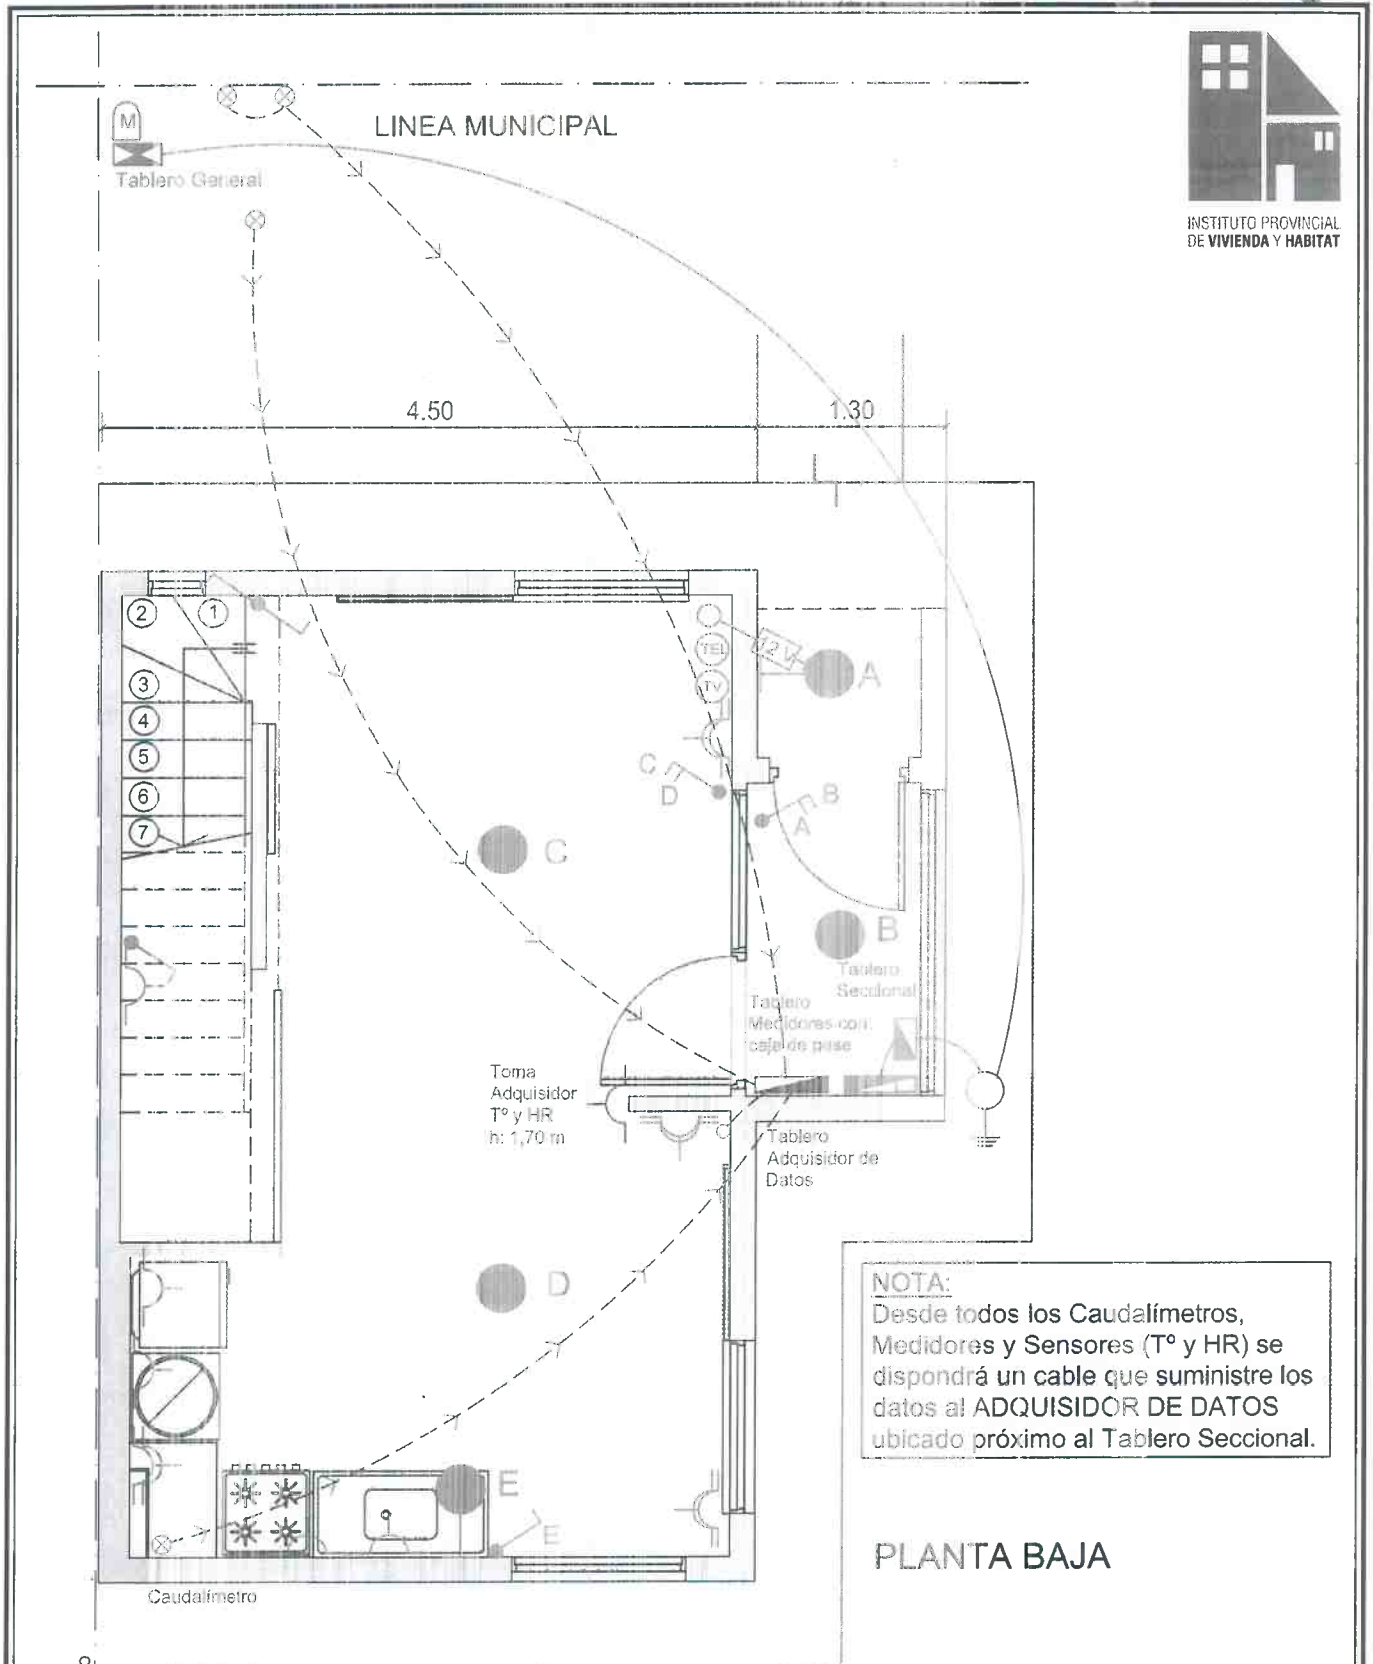 M
LINEA MUNICIPAL
Tablero General
INSTITUTO PROVINCIAL
DE VIVIENDA Y HABITAT
4.50
1.30
2
1
TEL
12 V
A
3
TV
4
5
C
D
6
B
A
7
C
B
Tablero
Seccional
Tablero
Medidores con
caja de pase
Toma
Adquisidor
Tº y HR
h: 1,70 m
Tablero
Adquisidor de
Datos
D
NOTA:
Desde todos los Caudalímetros,
Medidores y Sensores (Tº y HR) se
dispondrá un cable que suministre los
datos al ADQUISIDOR DE DATOS
ubicado próximo al Tablero Seccional.
E
E
PLANTA BAJA
Caudalímetro